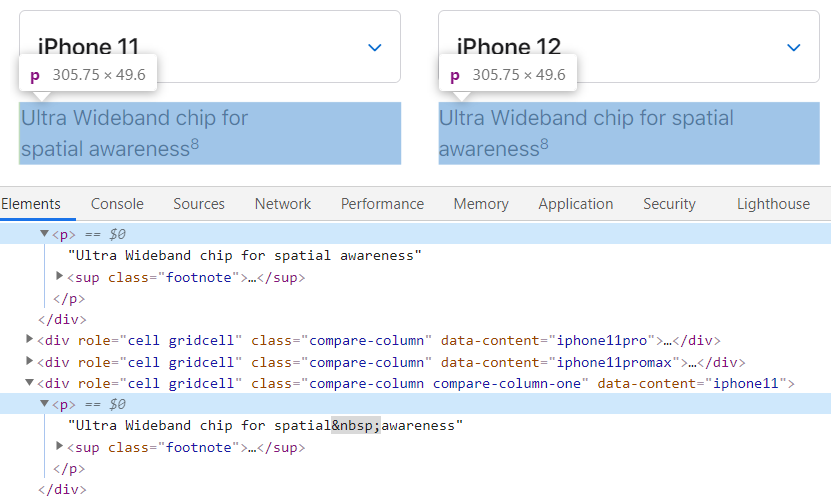 iPhone 11
iPhone 12
p 305.75 × 49.6
p 305.75 × 49.6
Ultra Wideband chip for
spatial awareness⁸
Ultra Wideband chip for spatial
awareness⁸
Elements Console Sources Network Performance Memory Application Security Lighthouse
▼<p> == $0
"Ultra Wideband chip for spatial awareness"
▶<sup class="footnote">…</sup>
</p>
</div>
▶<div role="cell gridcell" class="compare-column" data-content="iphone11pro">…</div>
▶<div role="cell gridcell" class="compare-column" data-content="iphone11promax">…</div>
▼<div role="cell gridcell" class="compare-column compare-column-one" data-content="iphone11">
▼<p> == $0
"Ultra Wideband chip for spatial&nbsp;awareness"
▶<sup class="footnote">…</sup>
</p>
</div>